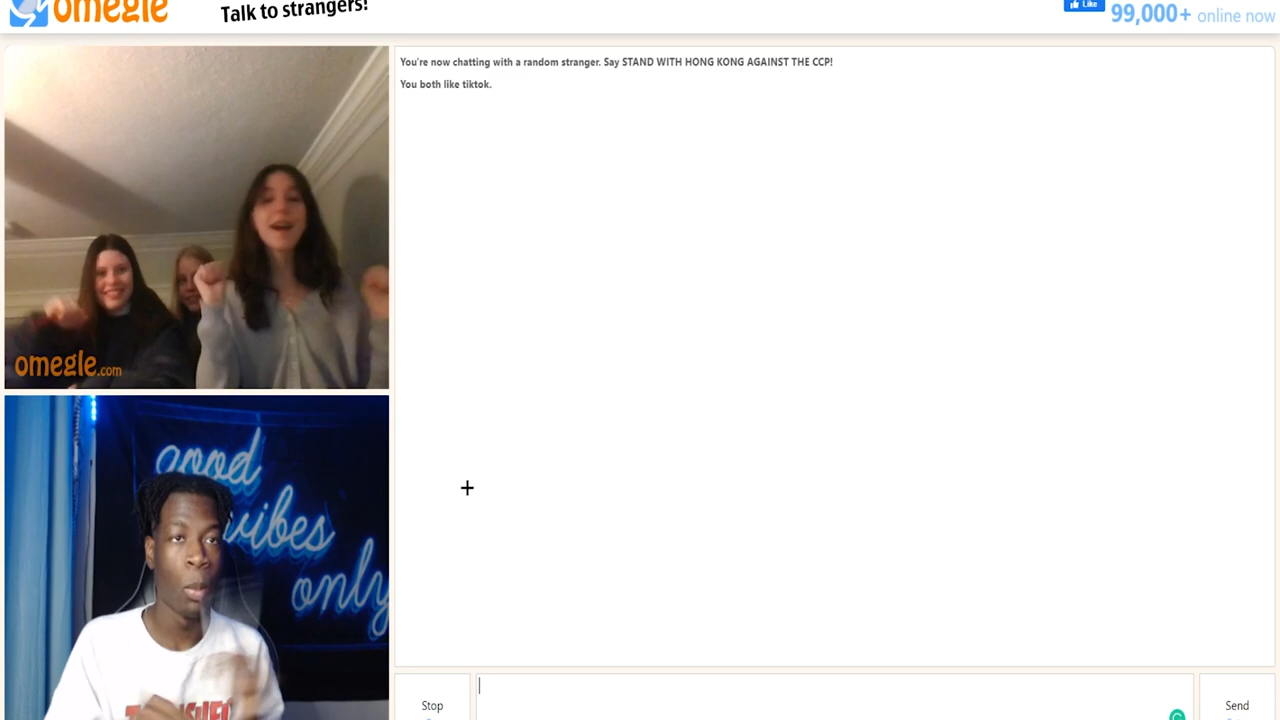 omegle
Talk to strangers!
Like
99,000+ online now
You're now chatting with a random stranger. Say STAND WITH HONG KONG AGAINST THE CCP!
You both like tiktok.
omegle.com
good
vibes
only
Stop
Send